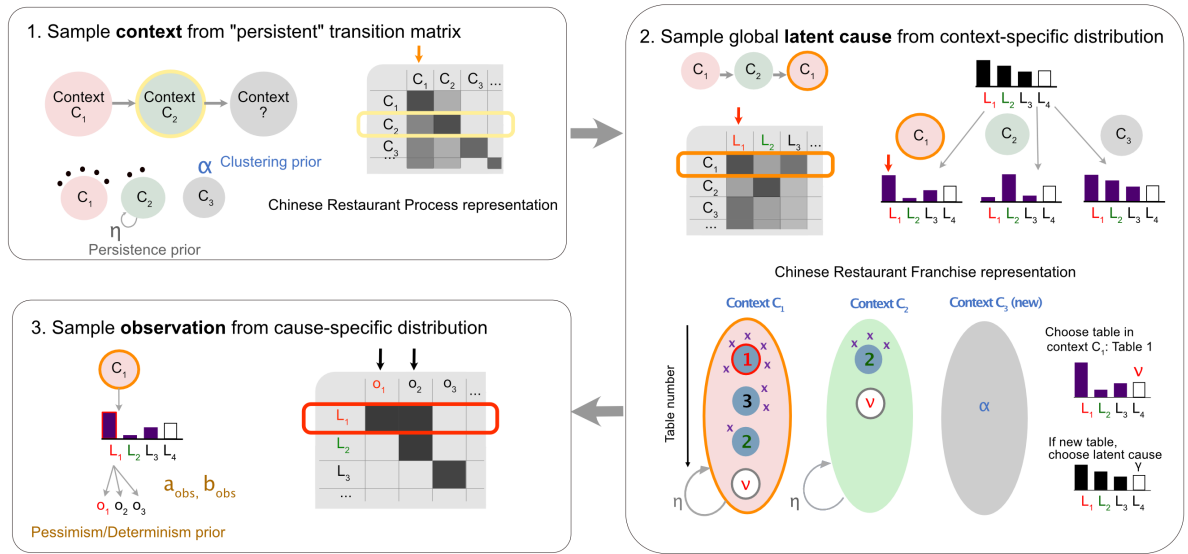 1. Sample context from "persistent" transition matrix
Context
C1
Context
C2
Context
?
C1 C2 C3 ...
C1
C2
C3
...
α Clustering prior
C1
C2
C3
η
Persistence prior
Chinese Restaurant Process representation
2. Sample global latent cause from context-specific distribution
C1
C2
C1
L1 L2 L3 L4
L1 L2 L3 ...
C1
C2
C3
...
C1
C2
C3
L1 L2 L3 L4
L1 L2 L3 L4
L1 L2 L3 L4
Chinese Restaurant Franchise representation
Context C1
Context C2
Context C3 (new)
Table number
x x x x x
1
x x
3
x
2
ν
η
x x x
2
ν
η
α
Choose table in
context C1: Table 1
ν
L1 L2 L3 L4
If new table,
choose latent cause
γ
L1 L2 L3 L4
3. Sample observation from cause-specific distribution
C1
L1 L2 L3 L4
o1 o2 o3
aobs, bobs
Pessimism/Determinism prior
o1 o2 o3 ...
L1
L2
L3
...